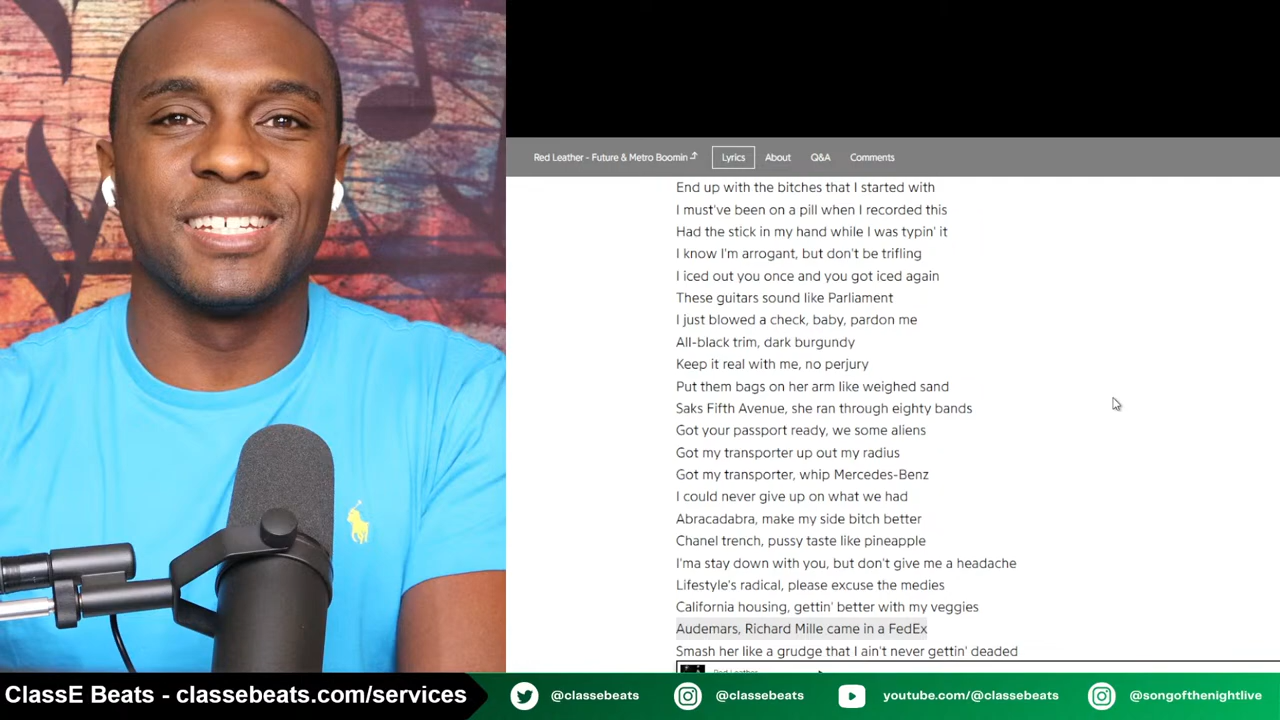 Red Leather - Future & Metro Boomin
Lyrics
About
Q&A
Comments
End up with the bitches that I started with
I must've been on a pill when I recorded this
Had the stick in my hand while I was typin' it
I know I'm arrogant, but don't be trifling
I iced out you once and you got iced again
These guitars sound like Parliament
I just blowed a check, baby, pardon me
All-black trim, dark burgundy
Keep it real with me, no perjury
Put them bags on her arm like weighed sand
Saks Fifth Avenue, she ran through eighty bands
Got your passport ready, we some aliens
Got my transporter up out my radius
Got my transporter, whip Mercedes-Benz
I could never give up on what we had
Abracadabra, make my side bitch better
Chanel trench, pussy taste like pineapple
I'ma stay down with you, but don't give me a headache
Lifestyle's radical, please excuse the medies
California housing, gettin' better with my veggies
Audemars, Richard Mille came in a FedEx
Smash her like a grudge that I ain't never gettin' deaded
Red Leather
ClassE Beats - classebeats.com/services
@classebeats
@classebeats
youtube.com/@classebeats
@songofthenightlive